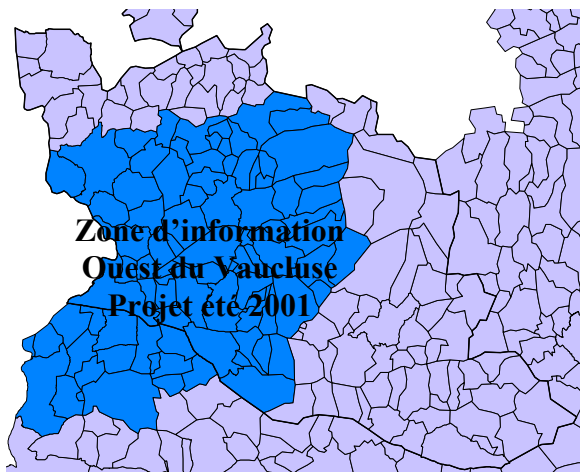 Zone d'information
Ouest du Vaucluse
Projet été 2001